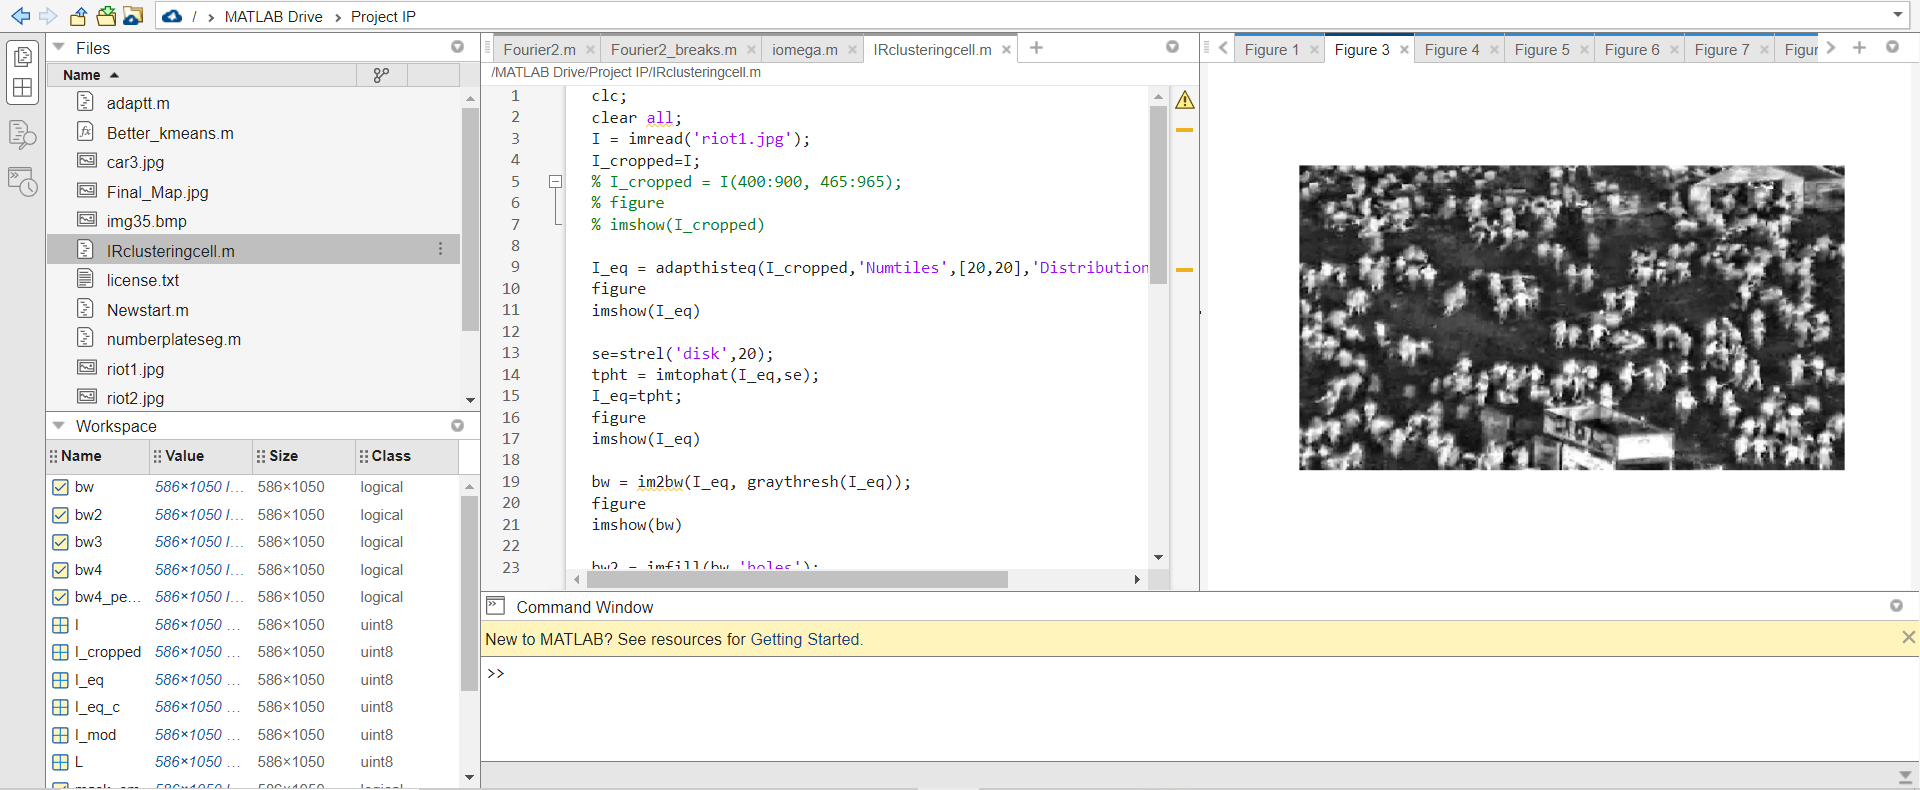 / › MATLAB Drive › Project IP
Files
Name
adaptt.m
Better_kmeans.m
car3.jpg
Final_Map.jpg
img35.bmp
IRclusteringcell.m
license.txt
Newstart.m
numberplateseg.m
riot1.jpg
riot2.jpg
Workspace
Name Value Size Class
bw 586×1050 l... 586×1050 logical
bw2 586×1050 l... 586×1050 logical
bw3 586×1050 l... 586×1050 logical
bw4 586×1050 l... 586×1050 logical
bw4_pe... 586×1050 l... 586×1050 logical
I 586×1050 ... 586×1050 uint8
I_cropped 586×1050 ... 586×1050 uint8
I_eq 586×1050 ... 586×1050 uint8
I_eq_c 586×1050 ... 586×1050 uint8
I_mod 586×1050 ... 586×1050 uint8
L 586×1050 ... 586×1050 uint8
Fourier2.m Fourier2_breaks.m iomega.m IRclusteringcell.m
/MATLAB Drive/Project IP/IRclusteringcell.m
1 clc;
2 clear all;
3 I = imread('riot1.jpg');
4 I_cropped=I;
5 % I_cropped = I(400:900, 465:965);
6 % figure
7 % imshow(I_cropped)
8
9 I_eq = adapthisteq(I_cropped,'Numtiles',[20,20],'Distribution
10 figure
11 imshow(I_eq)
12
13 se=strel('disk',20);
14 tpht = imtophat(I_eq,se);
15 I_eq=tpht;
16 figure
17 imshow(I_eq)
18
19 bw = im2bw(I_eq, graythresh(I_eq));
20 figure
21 imshow(bw)
22
23 bw2 = imfill(bw,'holes');
Figure 1 Figure 3 Figure 4 Figure 5 Figure 6 Figure 7 Figur
Command Window
New to MATLAB? See resources for Getting Started.
>>